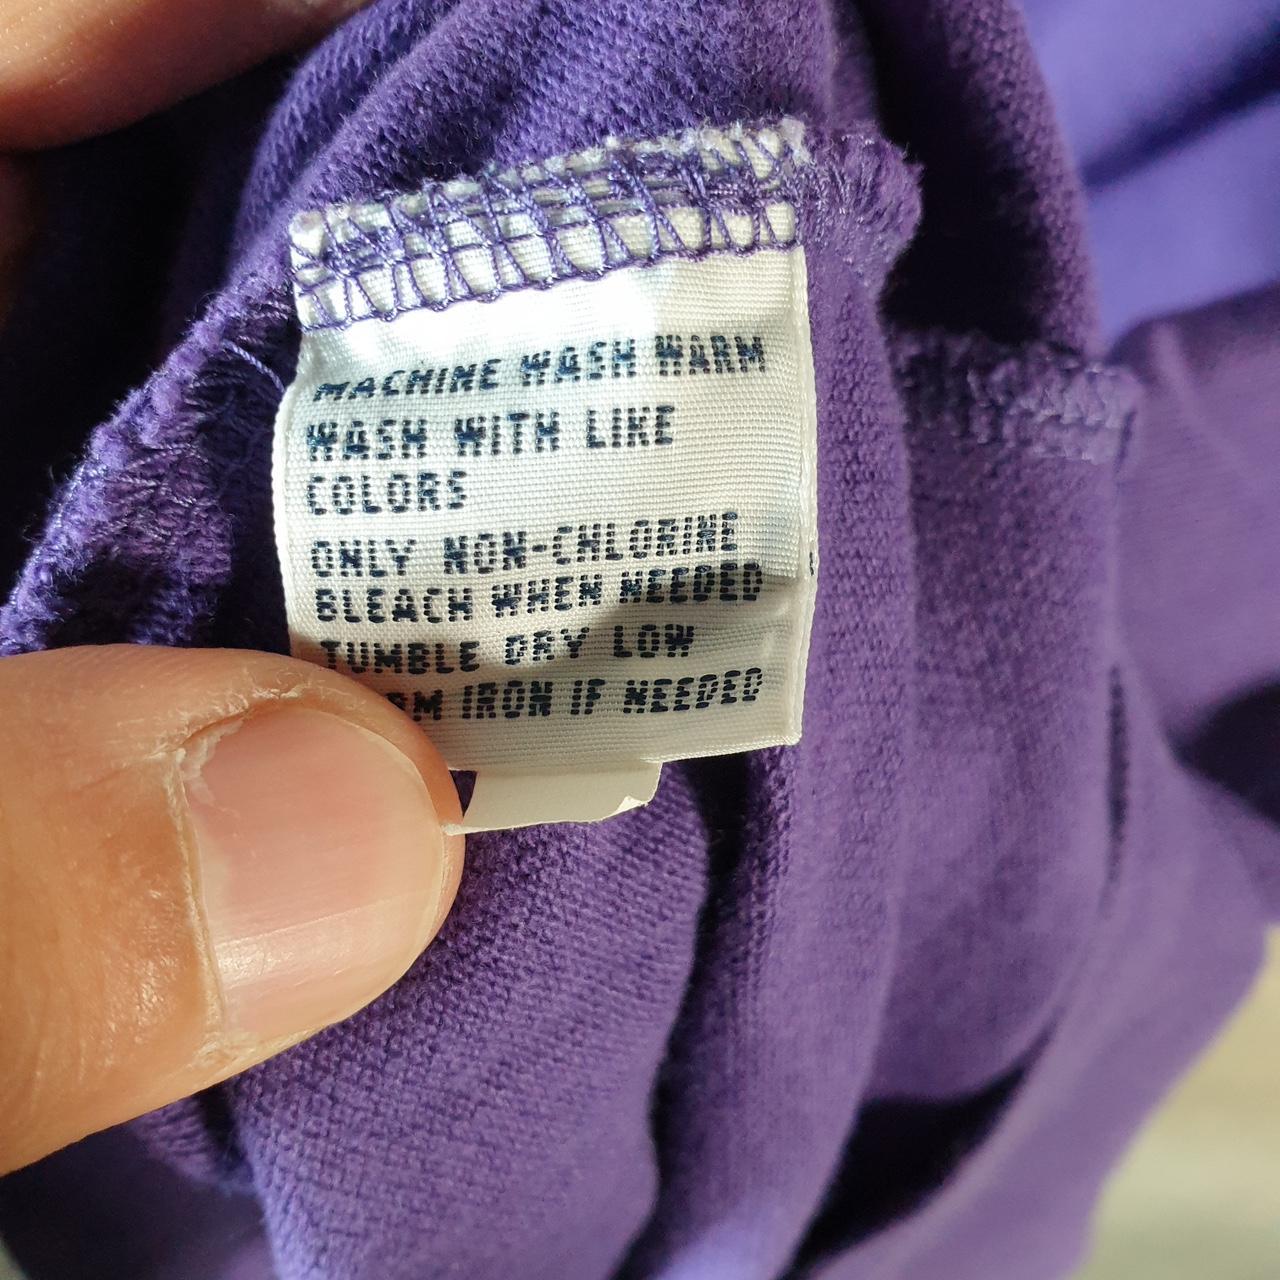 MACHINE WASH WARM
WASH WITH LIKE
COLORS
ONLY NON-CHLORINE
BLEACH WHEN NEEDED
TUMBLE DRY LOW
IRON IF NEEDED